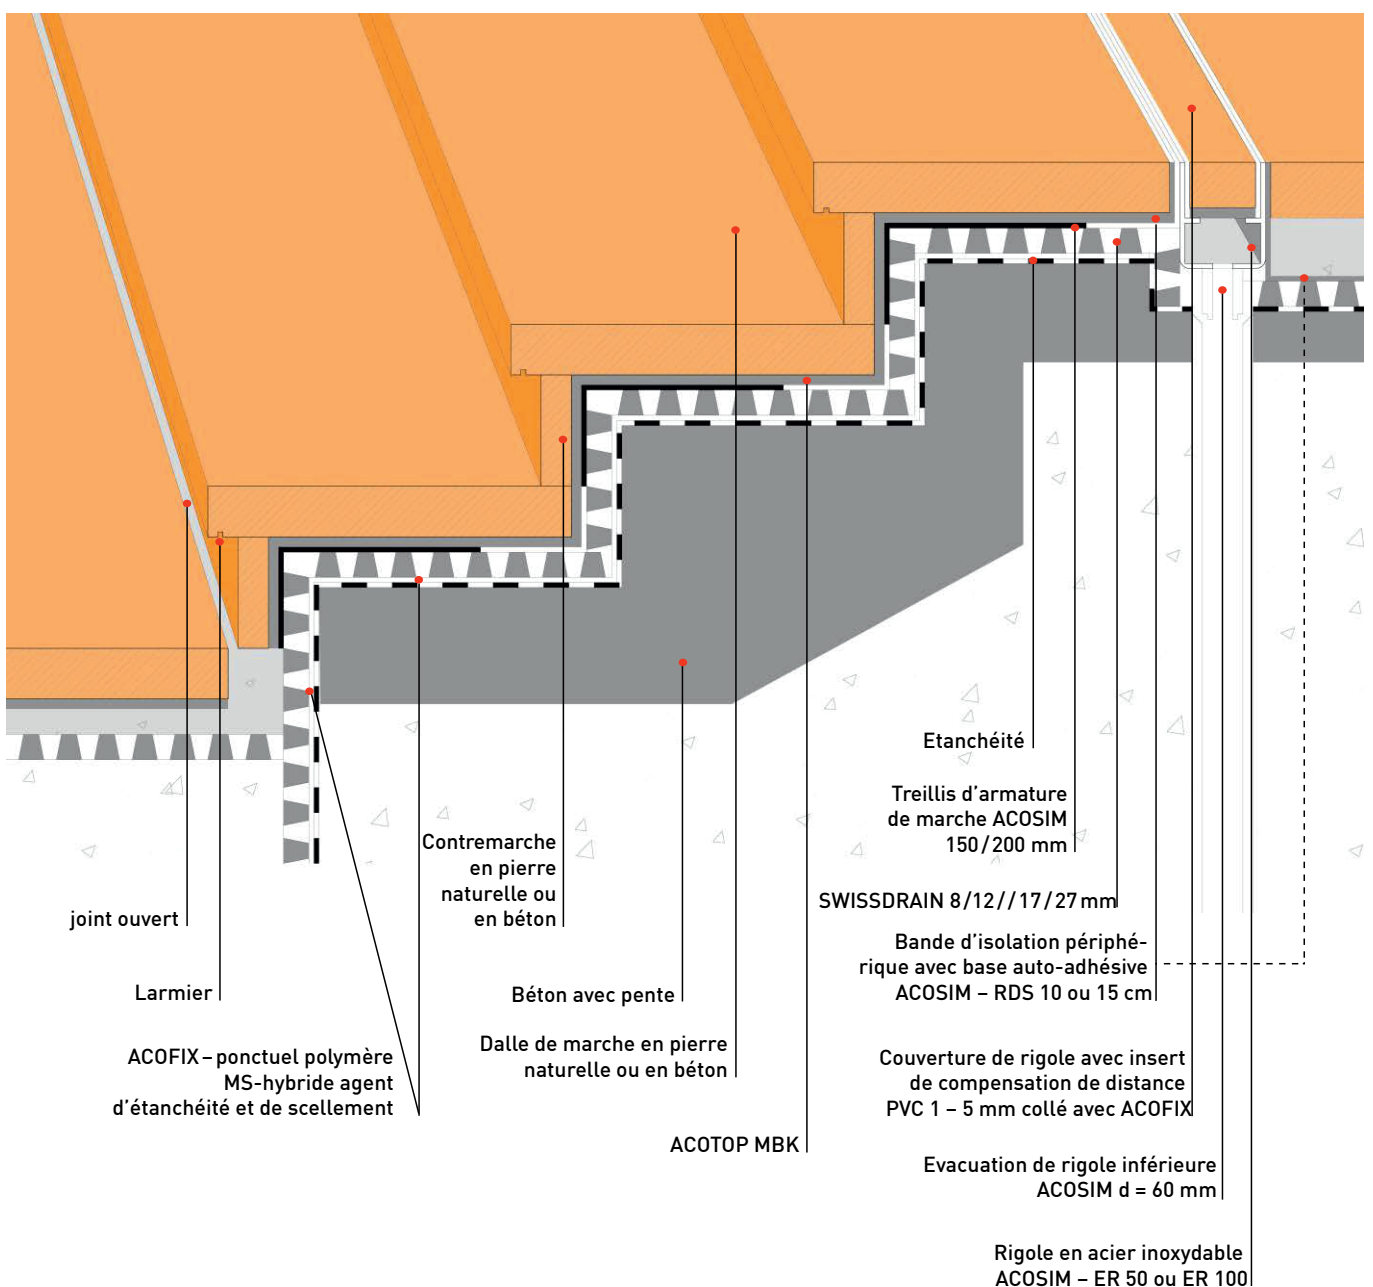 Etanchéité
Treillis d'armature
de marche ACOSIM
150/200 mm
Contremarche
en pierre
naturelle ou
en béton
SWISSDRAIN 8/12//17/27 mm
joint ouvert
Bande d'isolation périphé-
rique avec base auto-adhésive
ACOSIM – RDS 10 ou 15 cm
Larmier
Béton avec pente
Dalle de marche en pierre
naturelle ou en béton
ACOFIX – ponctuel polymère
MS-hybride agent
d'étanchéité et de scellement
Couverture de rigole avec insert
de compensation de distance
PVC 1 – 5 mm collé avec ACOFIX
ACOTOP MBK
Evacuation de rigole inférieure
ACOSIM d = 60 mm
Rigole en acier inoxydable
ACOSIM – ER 50 ou ER 100